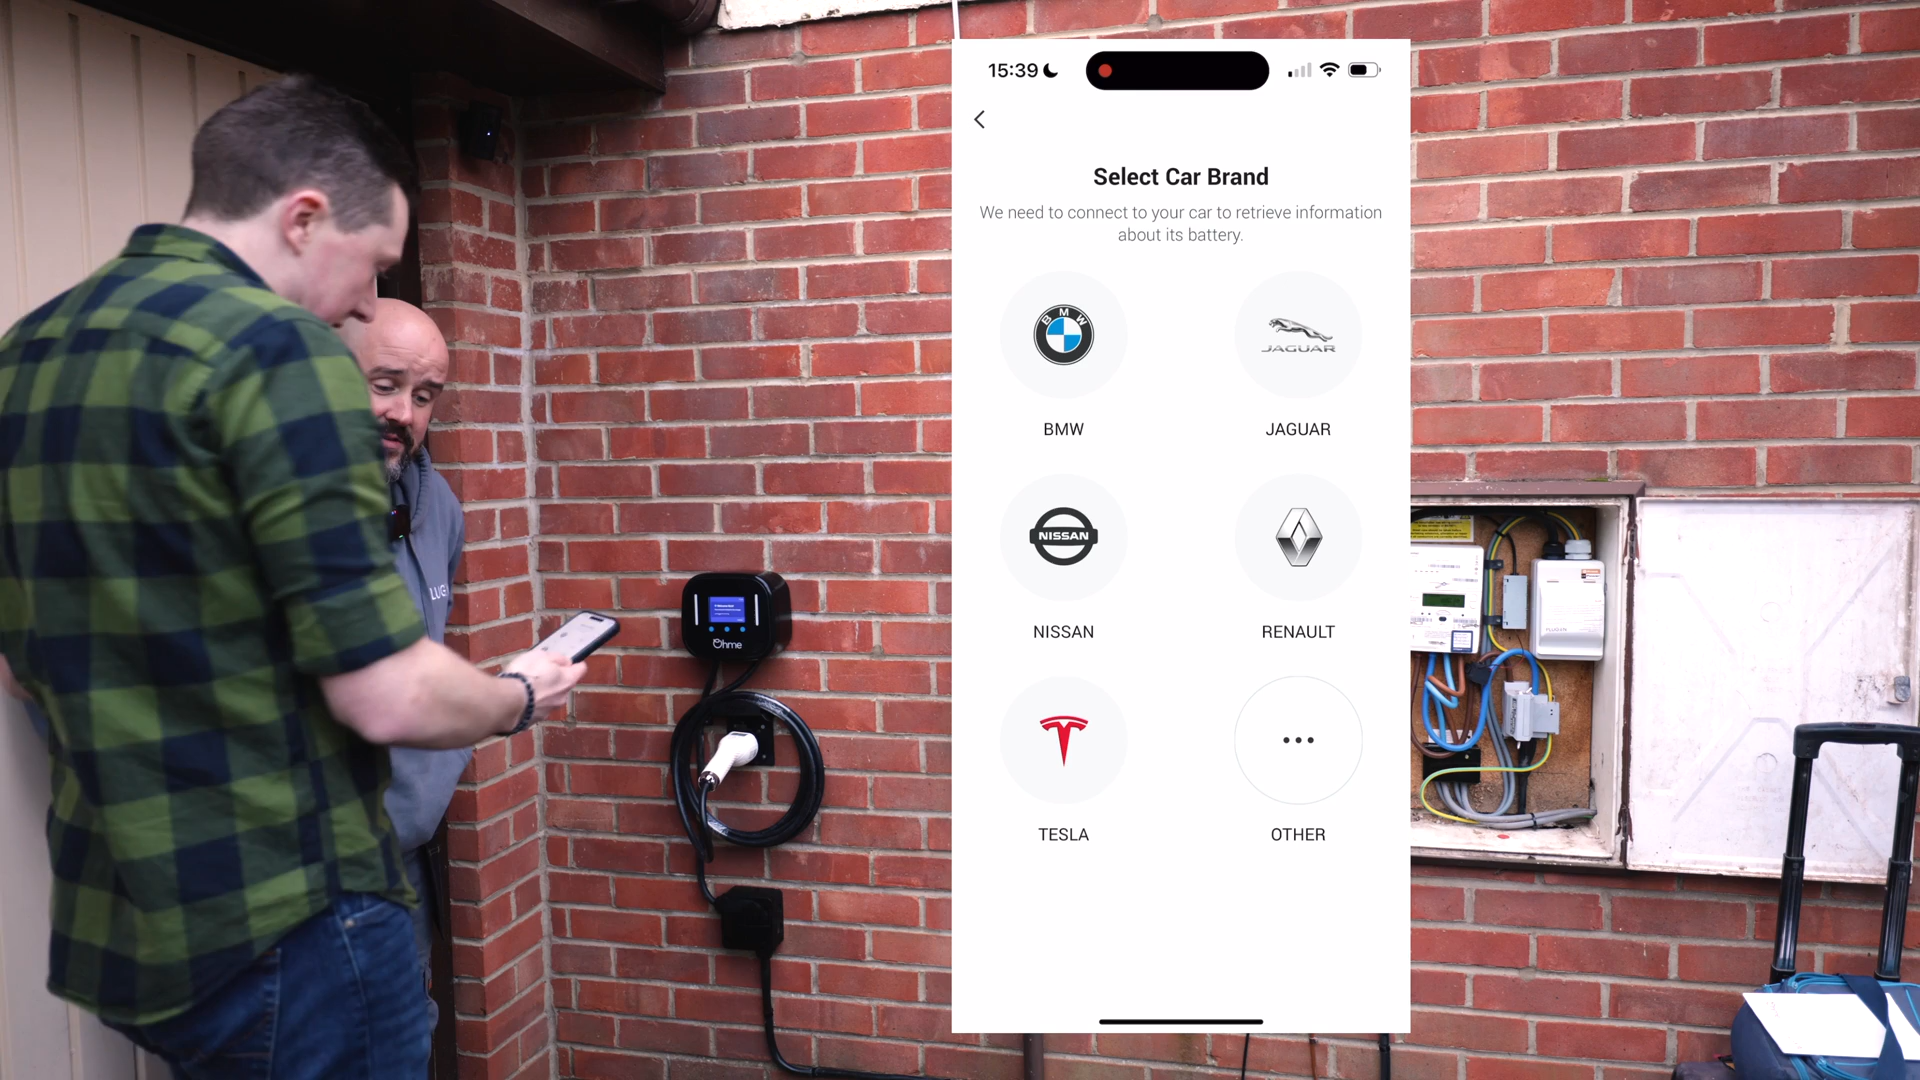 15:39
Select Car Brand
We need to connect to your car to retrieve information
about its battery.
BMW
JAGUAR
BMW
JAGUAR
NISSAN
NISSAN
RENAULT
TESLA
OTHER
LUG
Ohme